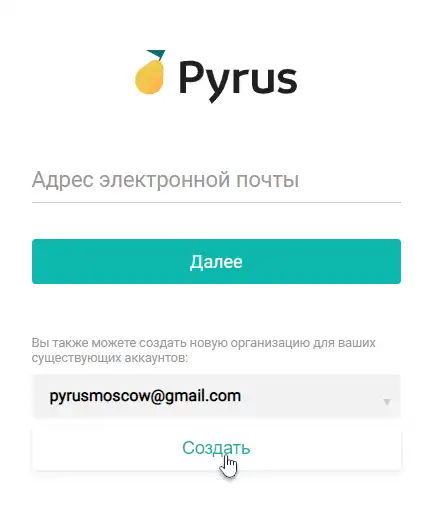 Pyrus
Адрес электронной почты
Далее
Вы также можете создать новую организацию для ваших
существующих аккаунтов:
pyrusmoscow@gmail.com
Создать